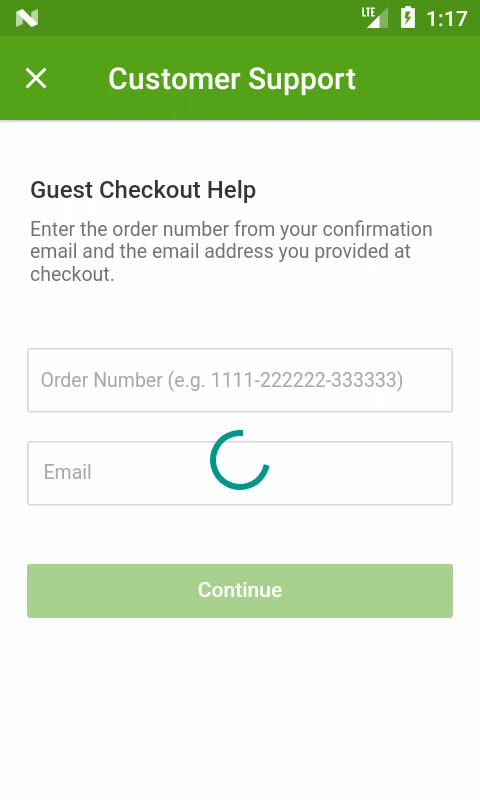 LTE 1:17
Customer Support
Guest Checkout Help
Enter the order number from your confirmation
email and the email address you provided at
checkout.
Order Number (e.g. 1111-222222-333333)
Email
Continue